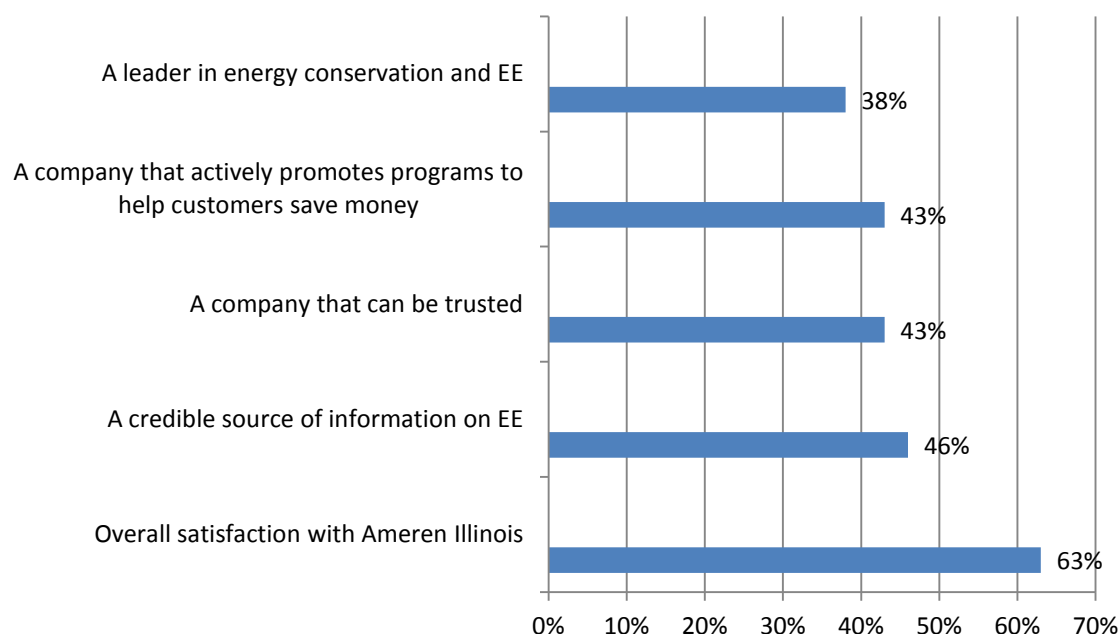 A leader in energy conservation and EE
38%
A company that actively promotes programs to
help customers save money
43%
A company that can be trusted
43%
A credible source of information on EE
46%
Overall satisfaction with Ameren Illinois
63%
0% 10% 20% 30% 40% 50% 60% 70%